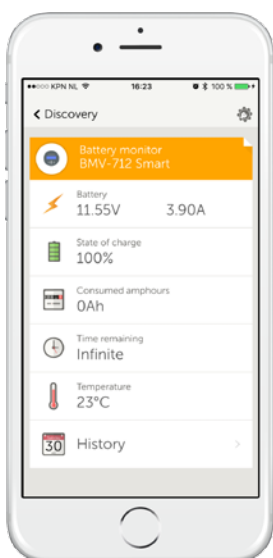 KPN NL 16:23 100 %
Discovery
Battery monitor
BMV-712 Smart
Battery
11.55V 3.90A
State of charge
100%
Consumed amphours
0Ah
Time remaining
Infinite
Temperature
23°C
30 History